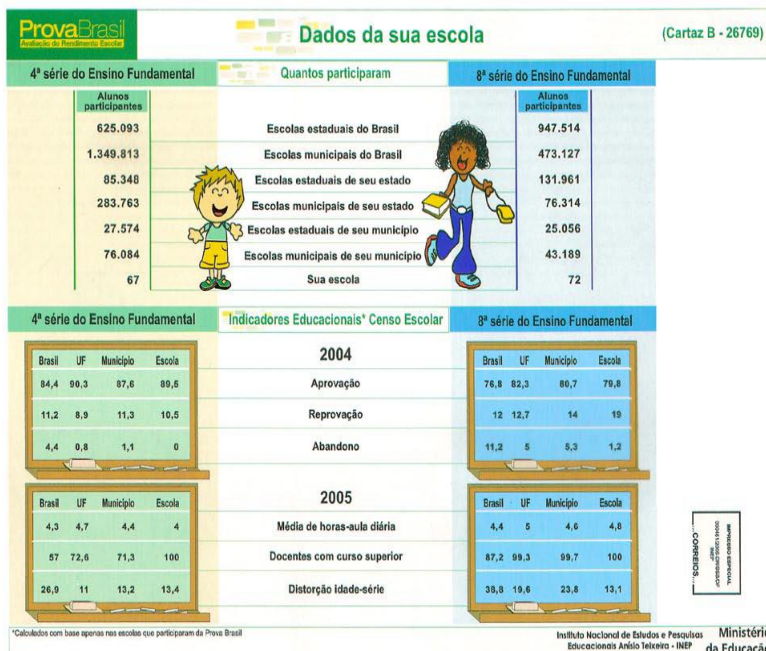 ProvaBrasil
Avaliação do Rendimento Escolar
Dados da sua escola
(Cartaz B - 26769)
4ª série do Ensino Fundamental
Quantos participam
8ª série do Ensino Fundamental
Alunos participantes
Alunos participantes
625.093 Escolas estaduais do Brasil 947.514
1.349.813 Escolas municipais do Brasil 473.127
85.348 Escolas estaduais de seu estado 131.961
283.763 Escolas municipais de seu estado 76.314
27.574 Escolas estaduais de seu município 25.056
76.084 Escolas municipais de seu município 43.189
67 Sua escola 72
4ª série do Ensino Fundamental
Indicadores Educacionais* Censo Escolar
8ª série do Ensino Fundamental
2004
Brasil UF Município Escola Brasil UF Município Escola
84,4 90,3 87,6 89,5 Aprovação 76,8 82,3 80,7 79,8
11,2 8,9 11,3 10,5 Reprovação 12 12,7 14 19
4,4 0,8 1,1 0 Abandono 11,2 5 5,3 1,2
2005
Brasil UF Município Escola Brasil UF Município Escola
4,3 4,7 4,4 4 Média de horas-aula diária 4,4 5 4,6 4,8
57 72,6 71,3 100 Docentes com curso superior 87,2 99,3 99,7 100
26,9 11 13,2 13,4 Distorção idade-série 38,8 19,6 23,8 13,1
IMPRESSO ESPECIAL
INEP
...CORREIOS...
*Calculados com base apenas nas escolas que participaram da Prova Brasil
Instituto Nacional de Estudos e Pesquisas
Educacionais Anísio Teixeira - INEP
Ministéri
da Educaçã